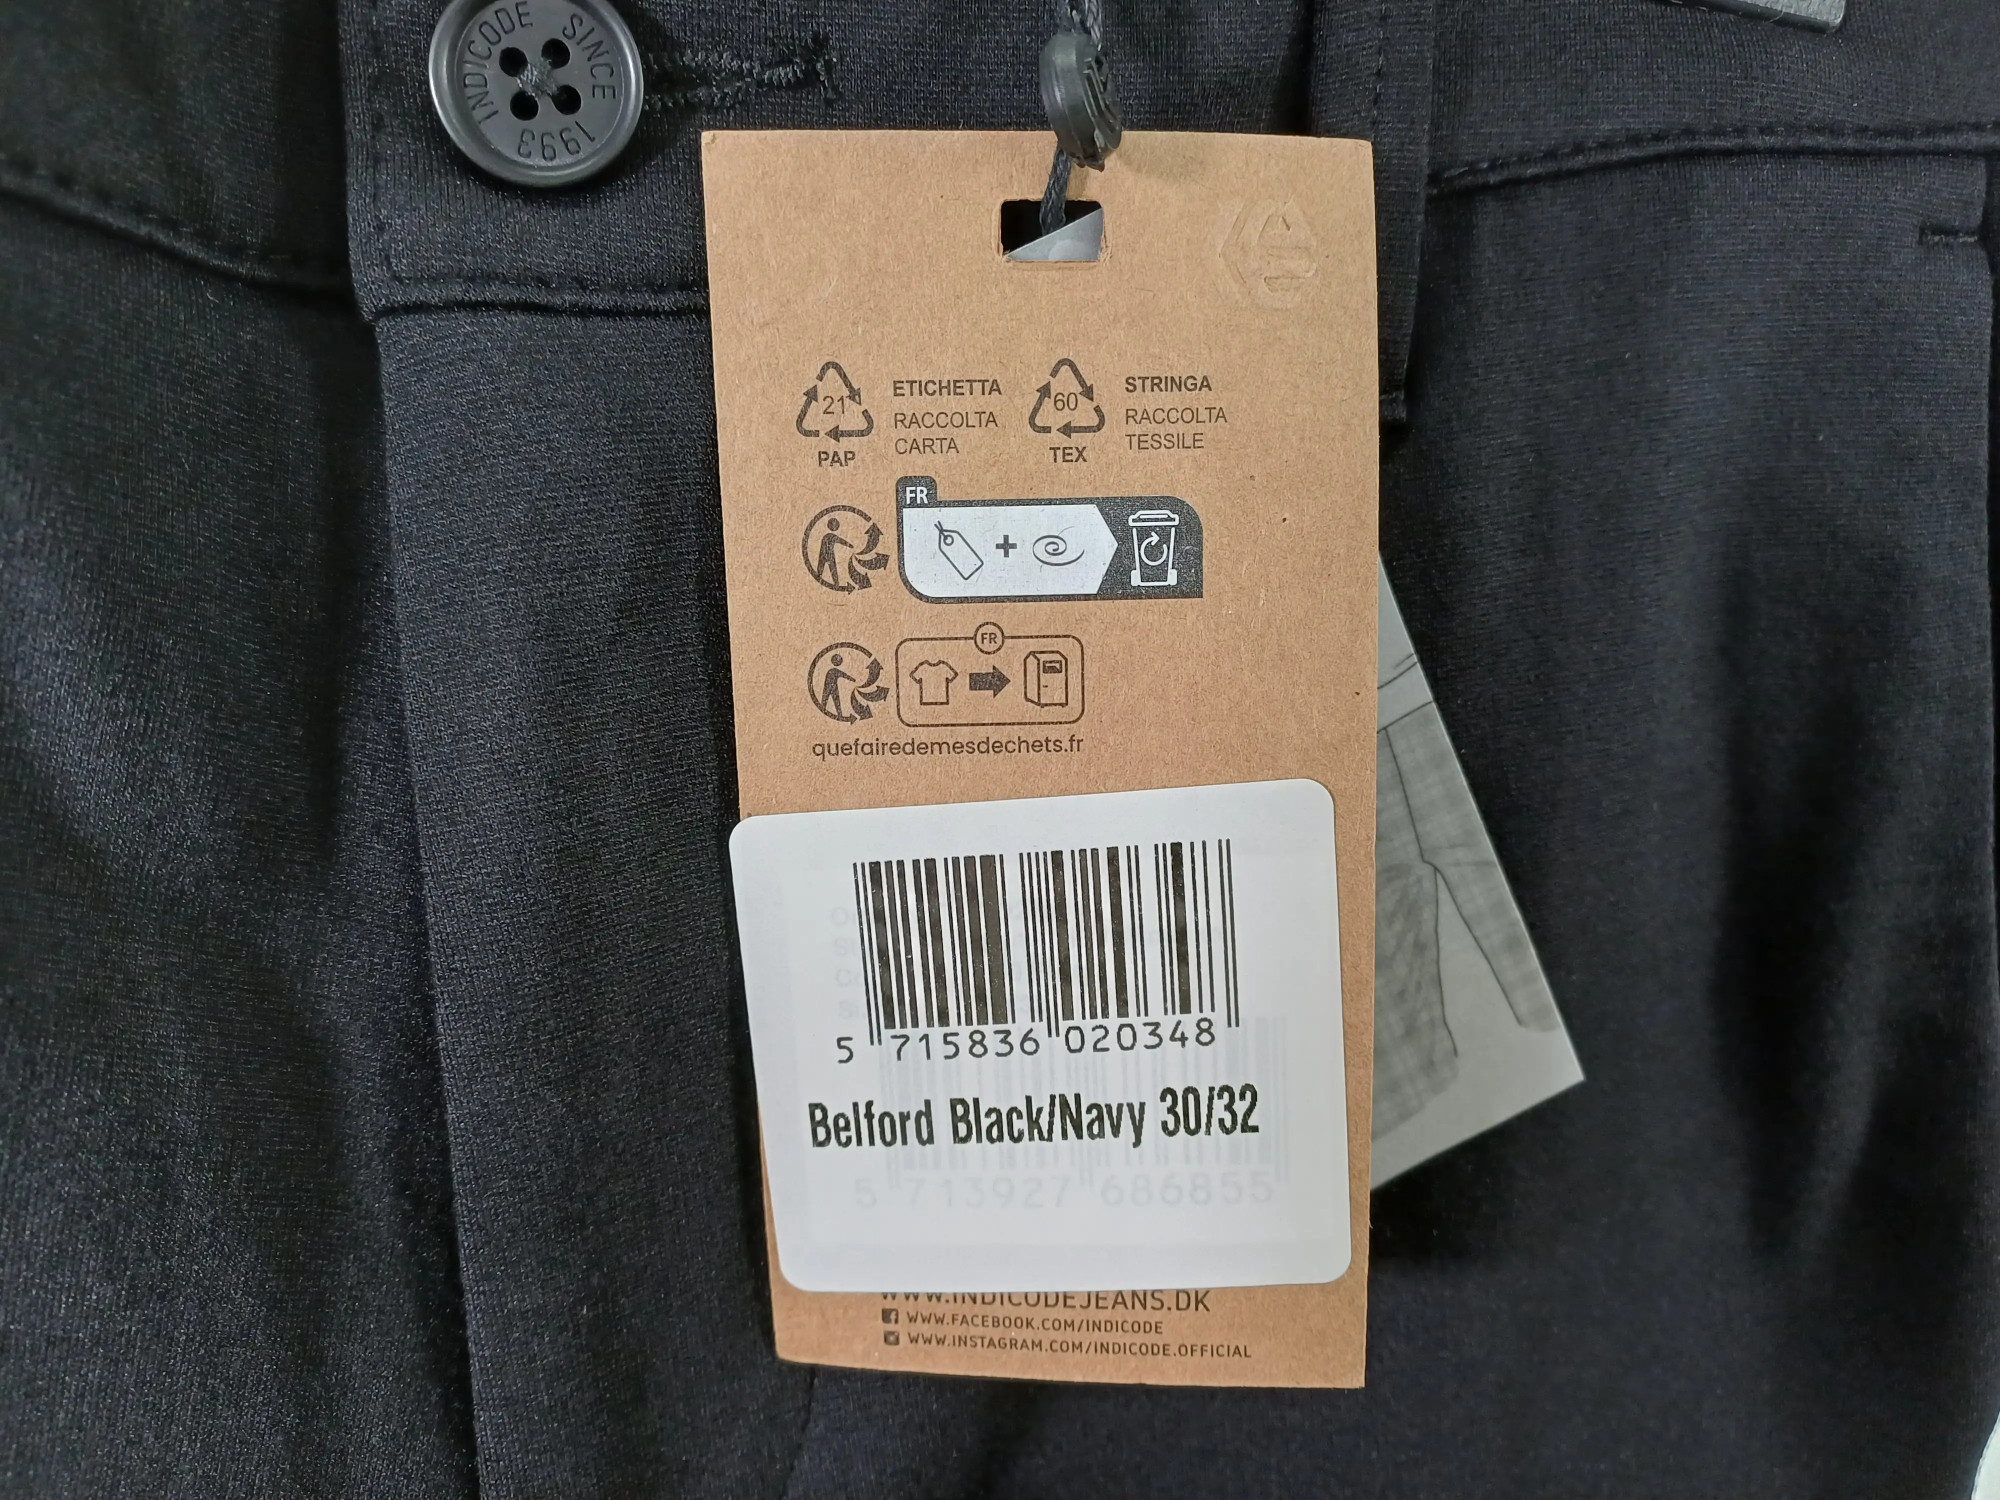 INDICODE SINCE 1993
21
PAP
ETICHETTA
RACCOLTA
CARTA
60
TEX
STRINGA
RACCOLTA
TESSILE
FR
+
FR
quefairedemesdechets.fr
5 715836 020348
Belford Black/Navy 30/32
5 713927 686855
WWW.INDICODEJEANS.DK
WWW.FACEBOOK.COM/INDICODE
WWW.INSTAGRAM.COM/INDICODE.OFFICIAL